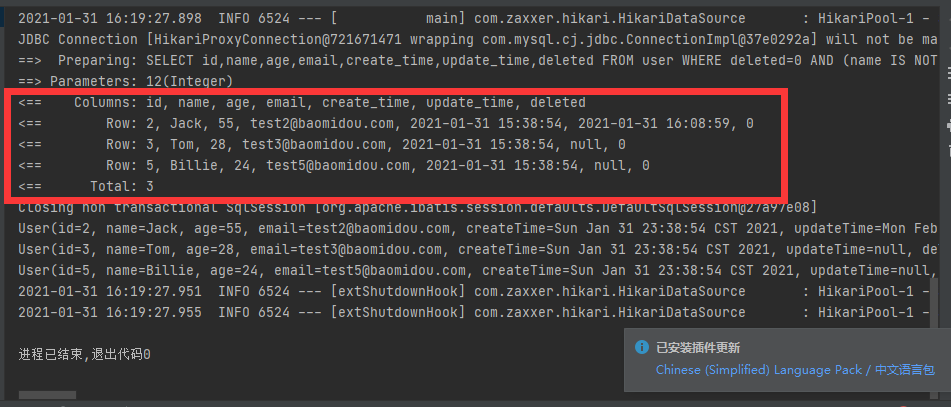 2021-01-31 16:19:27.898  INFO 6524 --- [           main] com.zaxxer.hikari.HikariDataSource       : HikariPool-1 -
JDBC Connection [HikariProxyConnection@721671471 wrapping com.mysql.cj.jdbc.ConnectionImpl@37e0292a] will not be ma
==>  Preparing: SELECT id,name,age,email,create_time,update_time,deleted FROM user WHERE deleted=0 AND (name IS NOT
==> Parameters: 12(Integer)
<==    Columns: id, name, age, email, create_time, update_time, deleted
<==        Row: 2, Jack, 55, test2@baomidou.com, 2021-01-31 15:38:54, 2021-01-31 16:08:59, 0
<==        Row: 3, Tom, 28, test3@baomidou.com, 2021-01-31 15:38:54, null, 0
<==        Row: 5, Billie, 24, test5@baomidou.com, 2021-01-31 15:38:54, null, 0
<==      Total: 3
Closing non transactional SqlSession [org.apache.ibatis.session.defaults.DefaultSqlSession@27a97e08]
User(id=2, name=Jack, age=55, email=test2@baomidou.com, createTime=Sun Jan 31 23:38:54 CST 2021, updateTime=Mon Feb
User(id=3, name=Tom, age=28, email=test3@baomidou.com, createTime=Sun Jan 31 23:38:54 CST 2021, updateTime=null, de
User(id=5, name=Billie, age=24, email=test5@baomidou.com, createTime=Sun Jan 31 23:38:54 CST 2021, updateTime=null,
2021-01-31 16:19:27.951  INFO 6524 --- [extShutdownHook] com.zaxxer.hikari.HikariDataSource       : HikariPool-1 -
2021-01-31 16:19:27.955  INFO 6524 --- [extShutdownHook] com.zaxxer.hikari.HikariDataSource       : HikariPool-1 -
进程已结束,退出代码0
已安装插件更新
Chinese (Simplified) Language Pack / 中文语言包